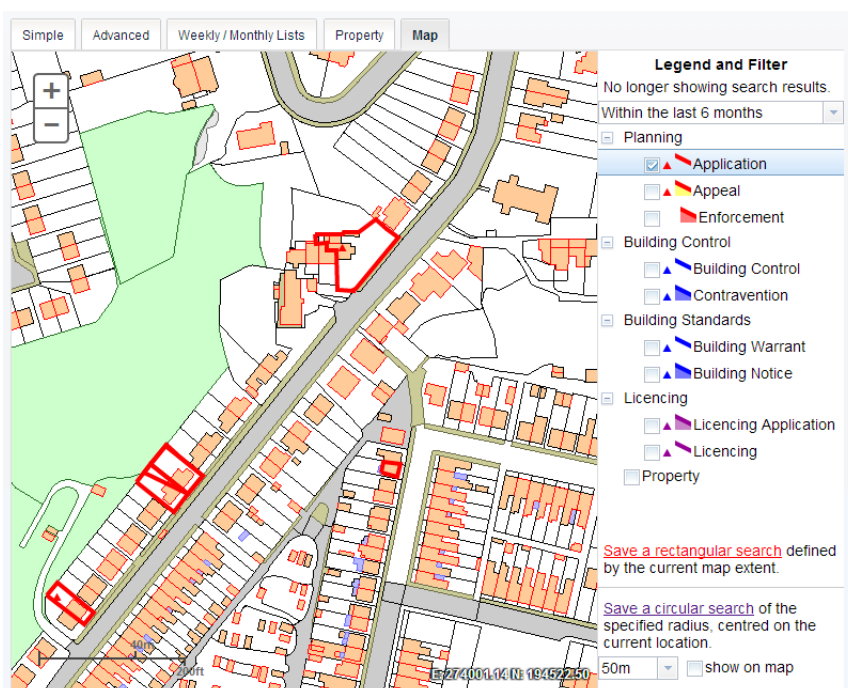 Simple Advanced Weekly / Monthly Lists Property Map
Legend and Filter
No longer showing search results.
Within the last 6 months
Planning
Application
Appeal
Enforcement
Building Control
Building Control
Contravention
Building Standards
Building Warrant
Building Notice
Licencing
Licencing Application
Licencing
Property
Save a rectangular search defined
by the current map extent.
Save a circular search of the
specified radius, centred on the
current location.
50m show on map
+
−
40m
200ft
E:274001.14 N: 194522.50